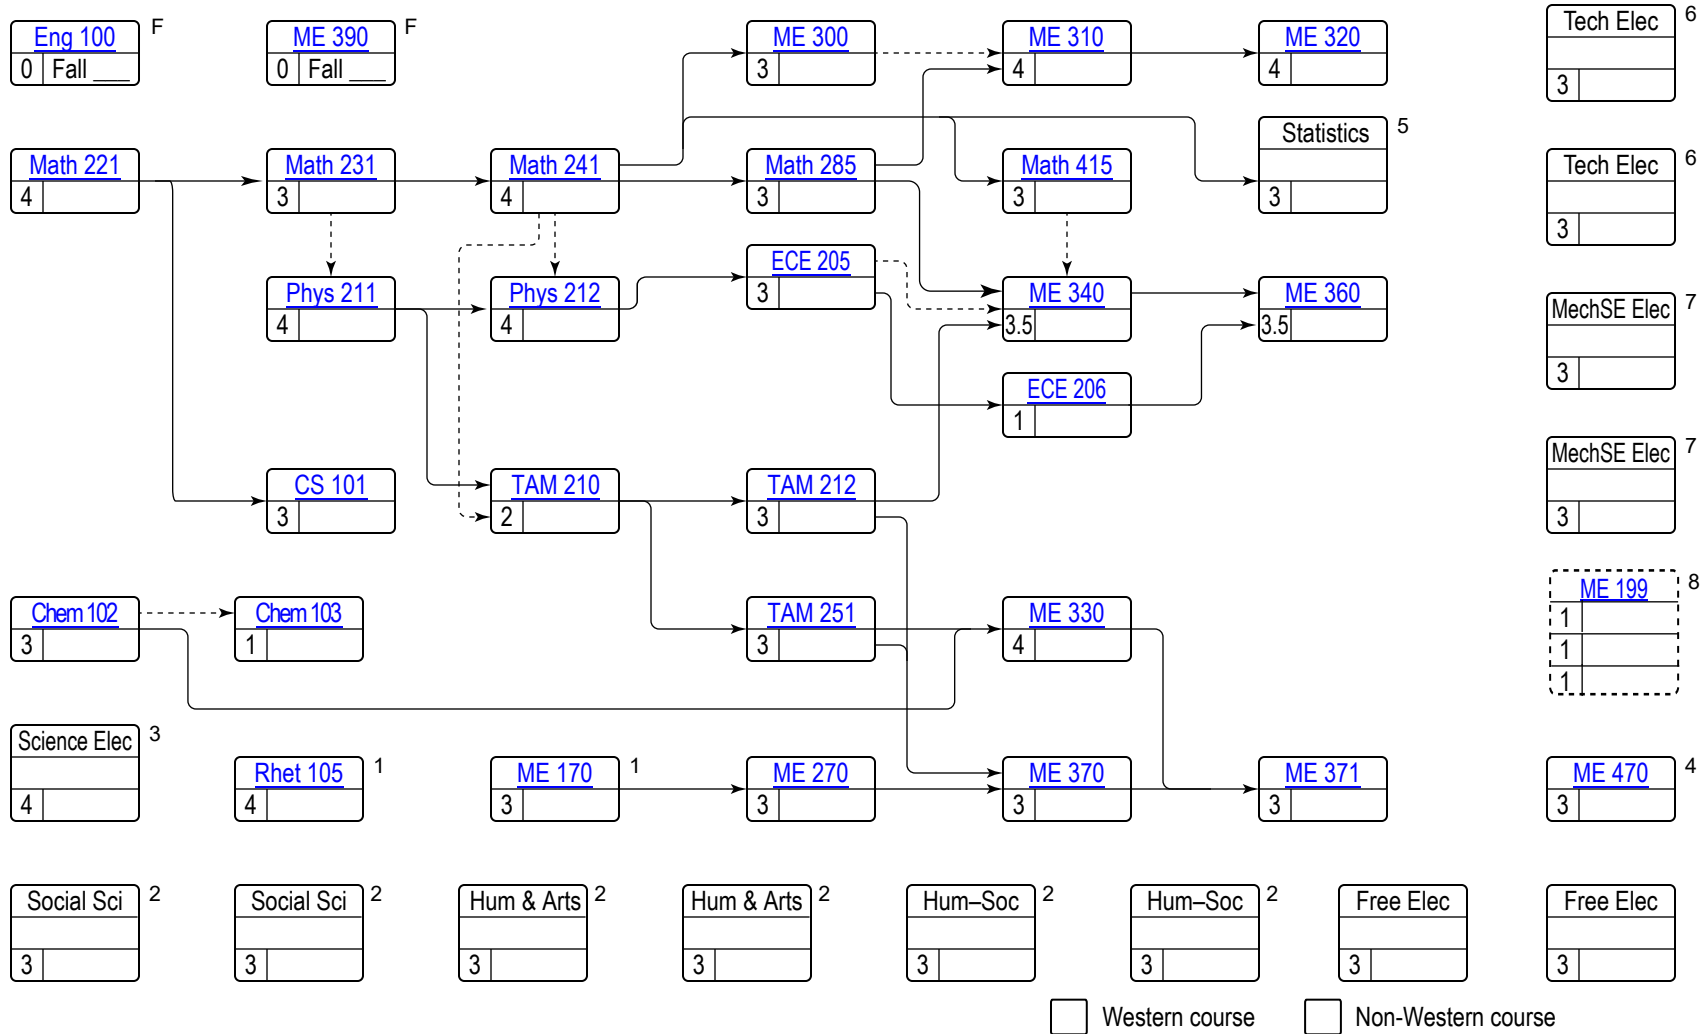 Eng 100 F
0 Fall ___
ME 390 F
0 Fall ___
ME 300
3
ME 310
4
ME 320
4
Tech Elec 6
3
Math 221
4
Math 231
3
Math 241
4
Math 285
3
Math 415
3
Statistics 5
3
Tech Elec 6
3
Phys 211
4
Phys 212
4
ECE 205
3
ME 340
3.5
ME 360
3.5
MechSE Elec 7
3
ECE 206
1
CS 101
3
TAM 210
2
TAM 212
3
MechSE Elec 7
3
Chem 102
3
Chem 103
1
TAM 251
3
ME 330
4
ME 199 8
1
1
1
Science Elec 3
4
Rhet 105 1
4
ME 170 1
3
ME 270
3
ME 370
3
ME 371
3
ME 470 4
3
Social Sci 2
3
Social Sci 2
3
Hum & Arts 2
3
Hum & Arts 2
3
Hum–Soc 2
3
Hum–Soc 2
3
Free Elec
3
Free Elec
3
Western course
Non-Western course